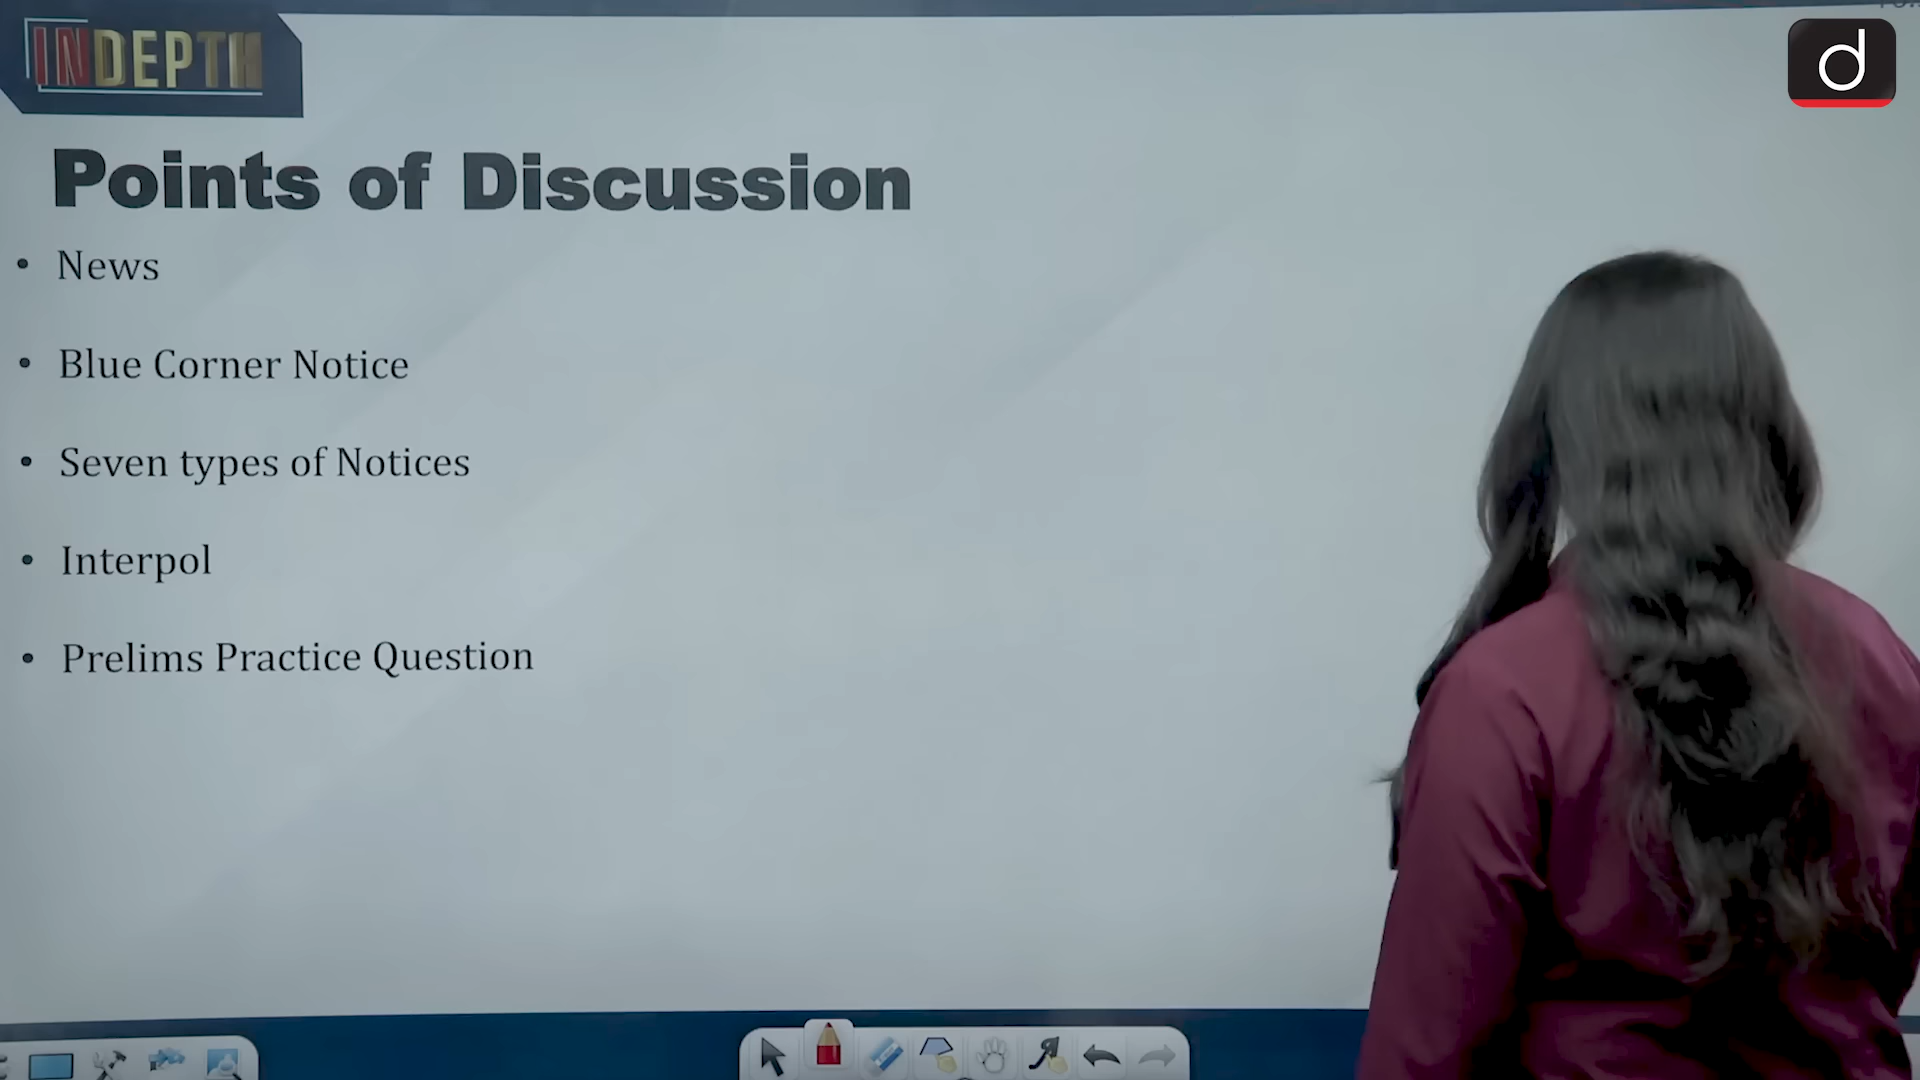 INDEPTH
d
Points of Discussion
• News
• Blue Corner Notice
• Seven types of Notices
• Interpol
• Prelims Practice Question